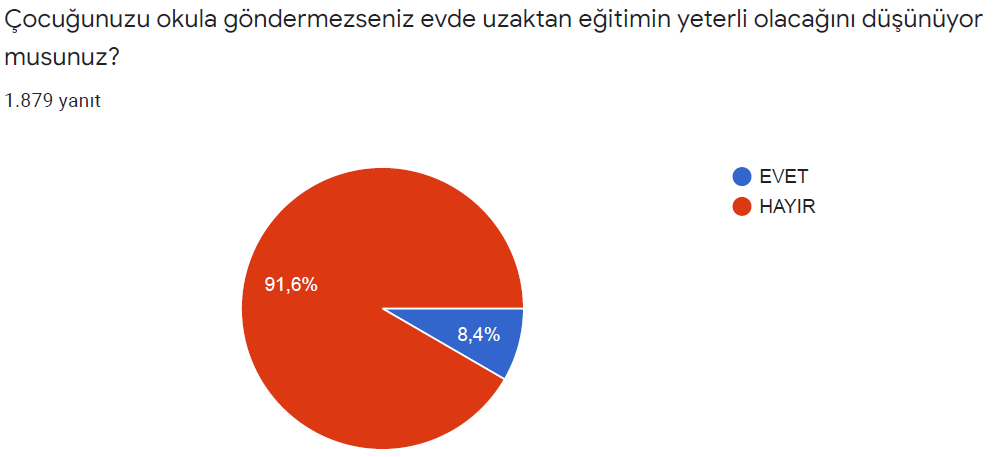 Çocuğunuzu okula göndermezseniz evde uzaktan eğitimin yeterli olacağını düşünüyor
musunuz?
1.879 yanıt
EVET
HAYIR
91,6%
8,4%